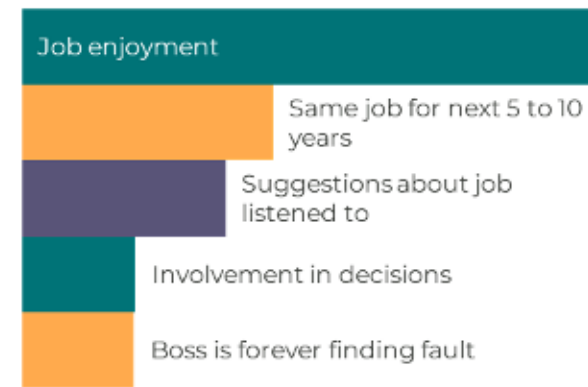 Job enjoyment
Same job for next 5 to 10
years
Suggestions about job
listened to
Involvement in decisions
Boss is forever finding fault